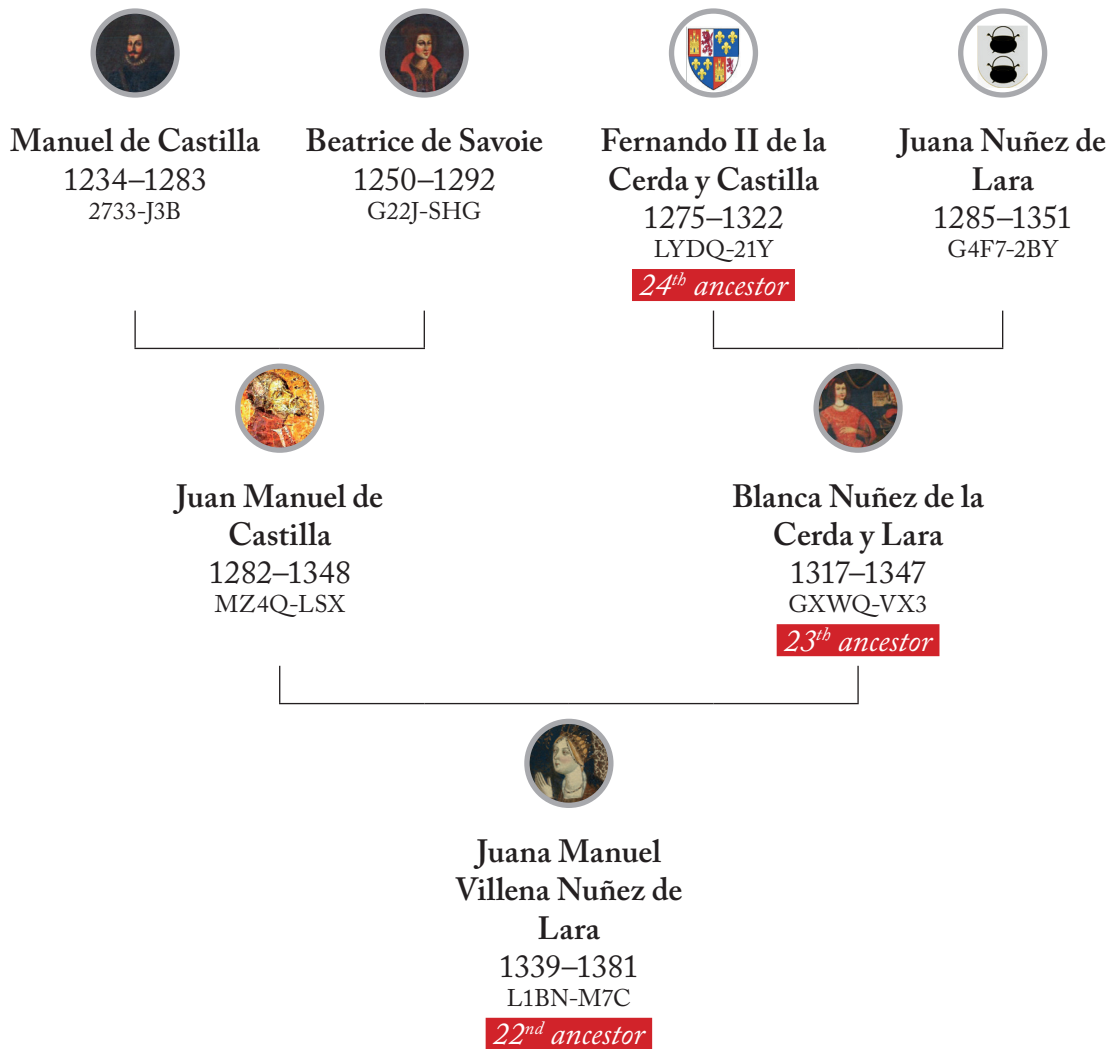 Manuel de Castilla
1234–1283
2733-J3B
Beatrice de Savoie
1250–1292
G22J-SHG
Fernando II de la
Cerda y Castilla
1275–1322
LYDQ-21Y
24th ancestor
Juana Nuñez de
Lara
1285–1351
G4F7-2BY
Juan Manuel de
Castilla
1282–1348
MZ4Q-LSX
Blanca Nuñez de la
Cerda y Lara
1317–1347
GXWQ-VX3
23th ancestor
Juana Manuel
Villena Nuñez de
Lara
1339–1381
L1BN-M7C
22nd ancestor